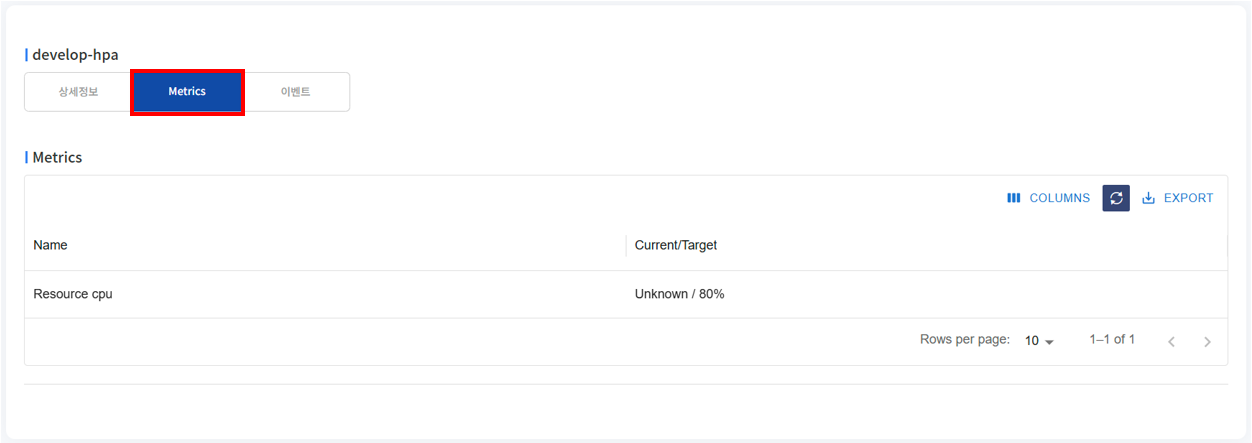 develop-hpa
상세정보 Metrics 이벤트
Metrics
COLUMNS EXPORT
Name Current/Target
Resource cpu Unknown / 80%
Rows per page: 10 1–1 of 1